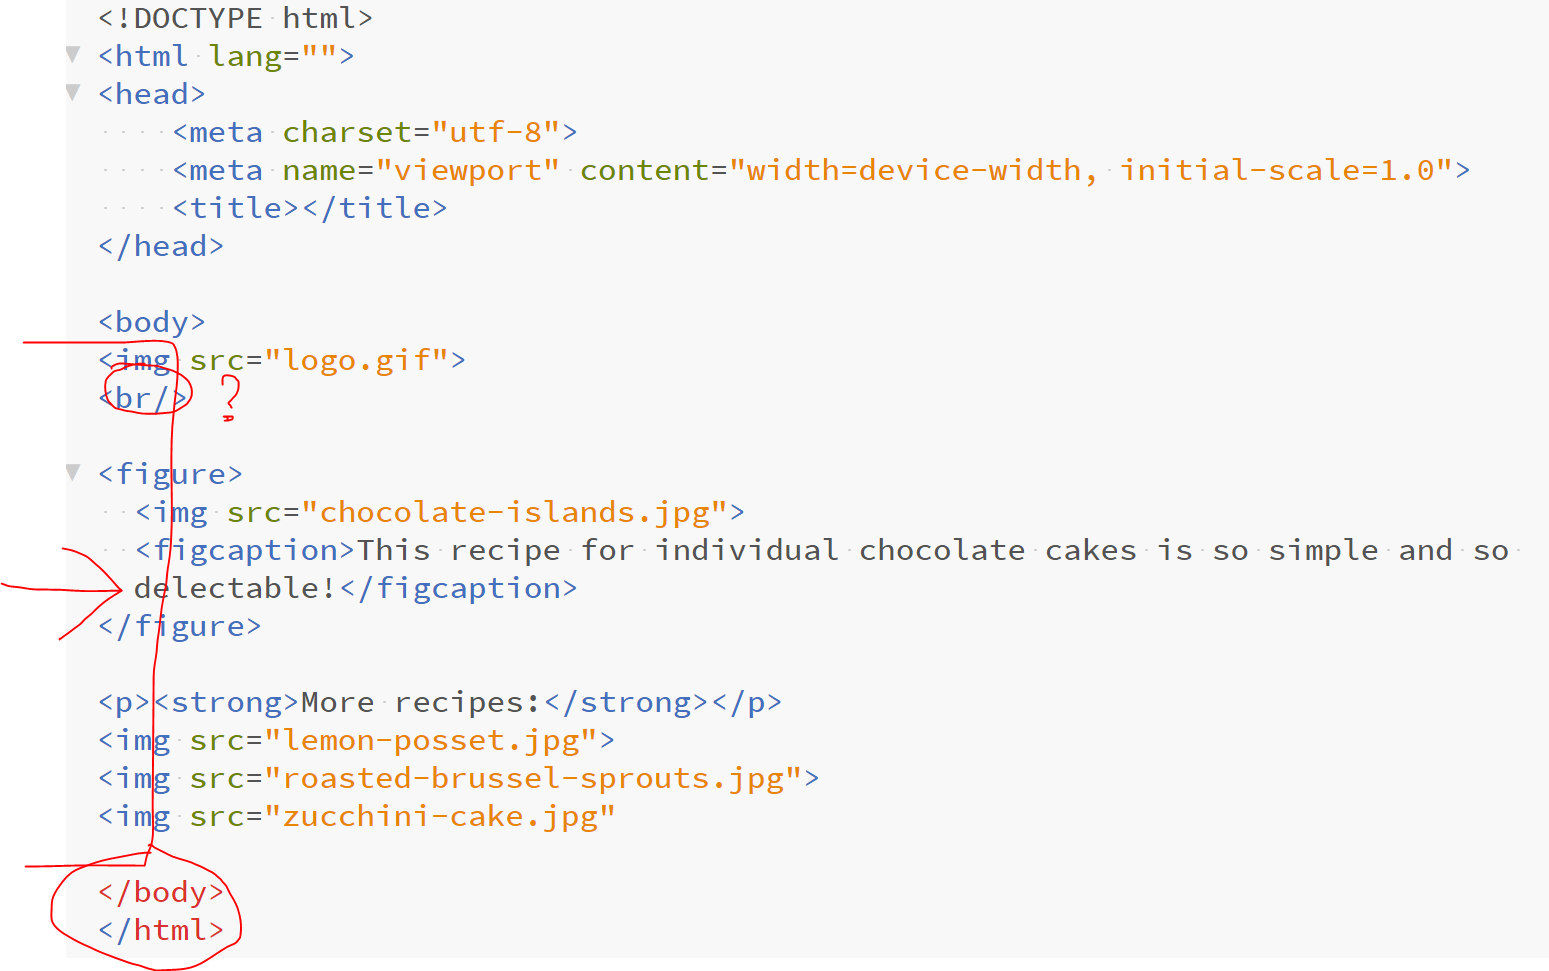 <!DOCTYPE html>
<html lang="">
<head>
    <meta charset="utf-8">
    <meta name="viewport" content="width=device-width, initial-scale=1.0">
    <title></title>
</head>
<body>
<img src="logo.gif">
<br/> ?
<figure>
  <img src="chocolate-islands.jpg">
  <figcaption>This recipe for individual chocolate cakes is so simple and so
  delectable!</figcaption>
</figure>
<p><strong>More recipes:</strong></p>
<img src="lemon-posset.jpg">
<img src="roasted-brussel-sprouts.jpg">
<img src="zucchini-cake.jpg"
</body>
</html>